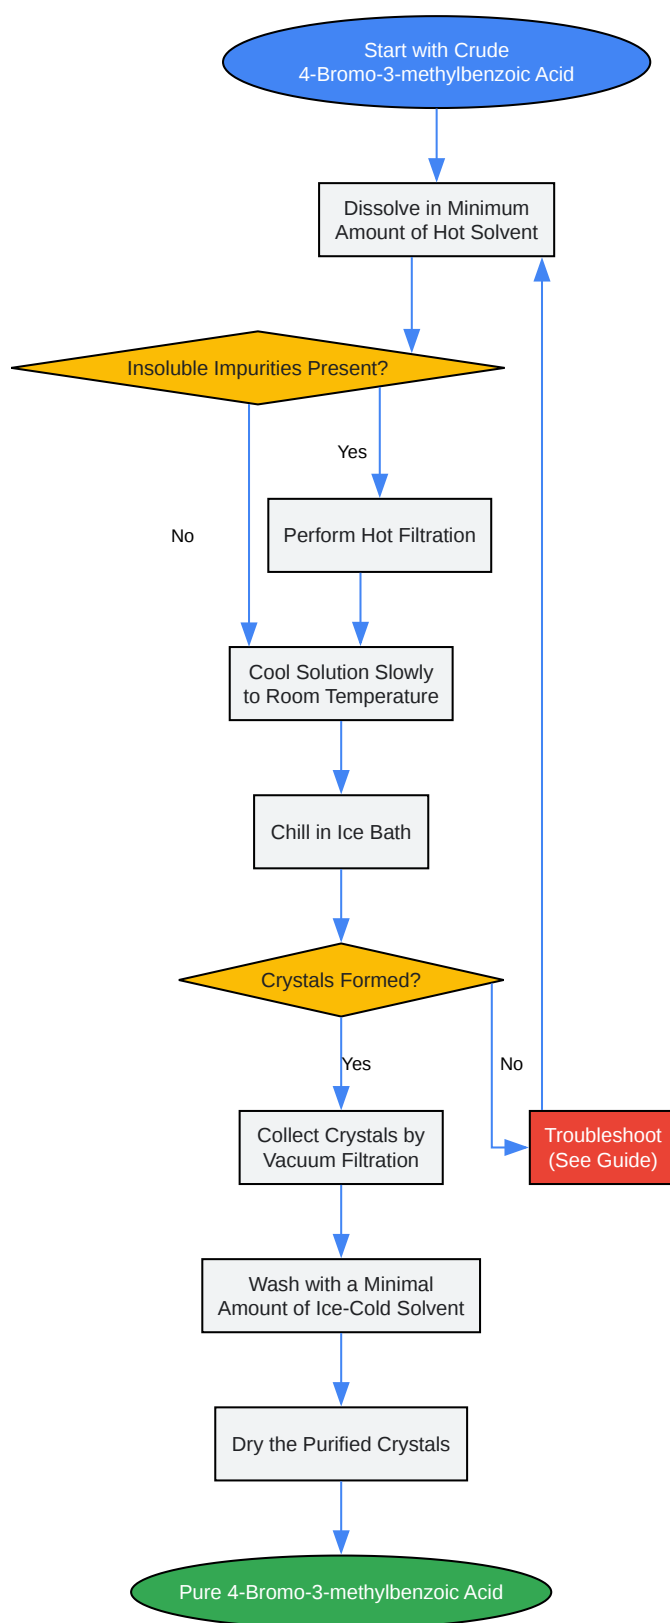 Start with Crude
4-Bromo-3-methylbenzoic Acid
Dissolve in Minimum
Amount of Hot Solvent
Insoluble Impurities Present?
Yes
No
Perform Hot Filtration
Cool Solution Slowly
to Room Temperature
Chill in Ice Bath
Crystals Formed?
Yes
No
Collect Crystals by
Vacuum Filtration
Troubleshoot
(See Guide)
Wash with a Minimal
Amount of Ice-Cold Solvent
Dry the Purified Crystals
Pure 4-Bromo-3-methylbenzoic Acid